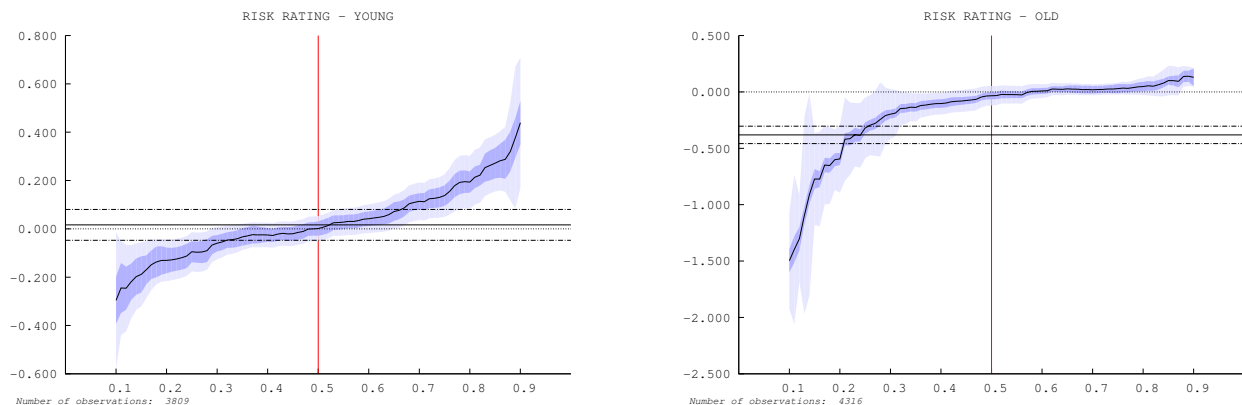 RISK RATING - YOUNG
0.800
0.600
0.400
0.200
0.000
-0.200
-0.400
-0.600
0.1 0.2 0.3 0.4 0.5 0.6 0.7 0.8 0.9
Number of observations: 3809
RISK RATING - OLD
0.500
0.000
-0.500
-1.000
-1.500
-2.000
-2.500
0.1 0.2 0.3 0.4 0.5 0.6 0.7 0.8 0.9
Number of observations: 4316